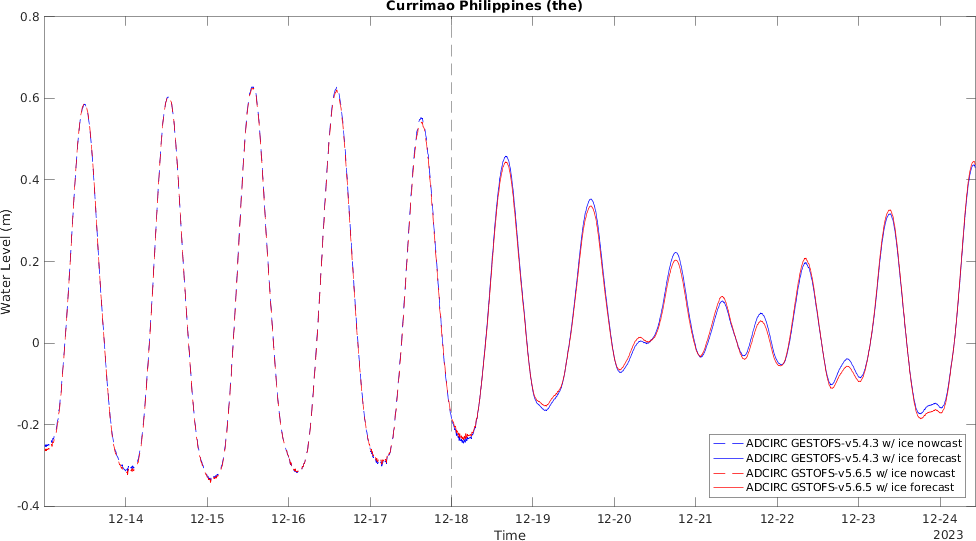 Currimao Philippines (the)
Water Level (m)
0.8
0.6
0.4
0.2
0
-0.2
-0.4
12-14
12-15
12-16
12-17
12-18
12-19
12-20
12-21
12-22
12-23
12-24
2023
Time
ADCIRC GESTOFS-v5.4.3 w/ ice nowcast
ADCIRC GESTOFS-v5.4.3 w/ ice forecast
ADCIRC GSTOFS-v5.6.5 w/ ice nowcast
ADCIRC GSTOFS-v5.6.5 w/ ice forecast